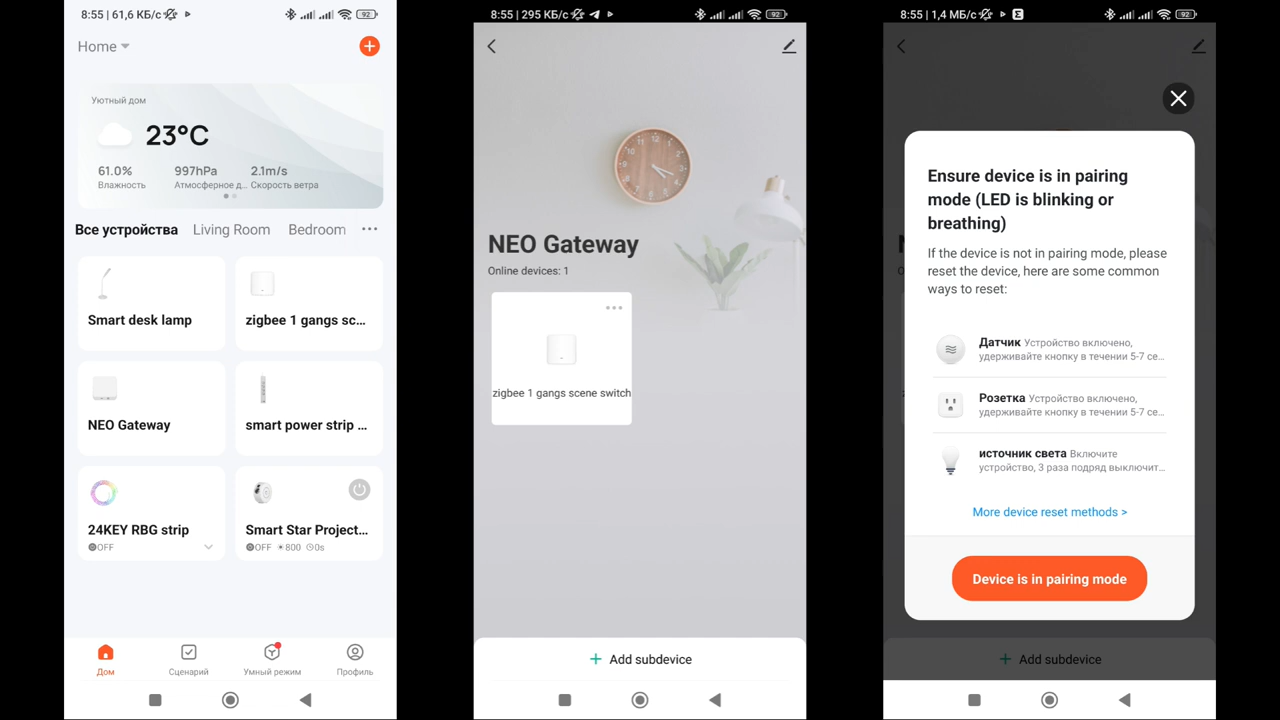 8:55 | 61,6 КБ/с
92
Home
Уютный дом
23°C
61.0%
997hPa
2.1m/s
Влажность
Атмосферное д...
Скорость ветра
Все устройства
Living Room
Bedroom
Smart desk lamp
zigbee 1 gangs sc...
NEO Gateway
smart power strip ...
24KEY RBG strip
OFF
Smart Star Project...
OFF
800
0s
Дом
Сценарий
Умный режим
Профиль
8:55 | 295 КБ/с
92
NEO Gateway
Online devices: 1
zigbee 1 gangs scene switch
+ Add subdevice
8:55 | 1,4 МБ/с
92
Ensure device is in pairing
mode (LED is blinking or
breathing)
If the device is not in pairing mode, please
reset the device, here are some common
ways to reset:
Датчик Устройство включено,
удерживайте кнопку в течении 5-7 се...
Розетка Устройство включено,
удерживайте кнопку в течении 5-7 се...
источник света Включите
устройство, 3 раза подряд выключит...
More device reset methods >
Device is in pairing mode
+ Add subdevice